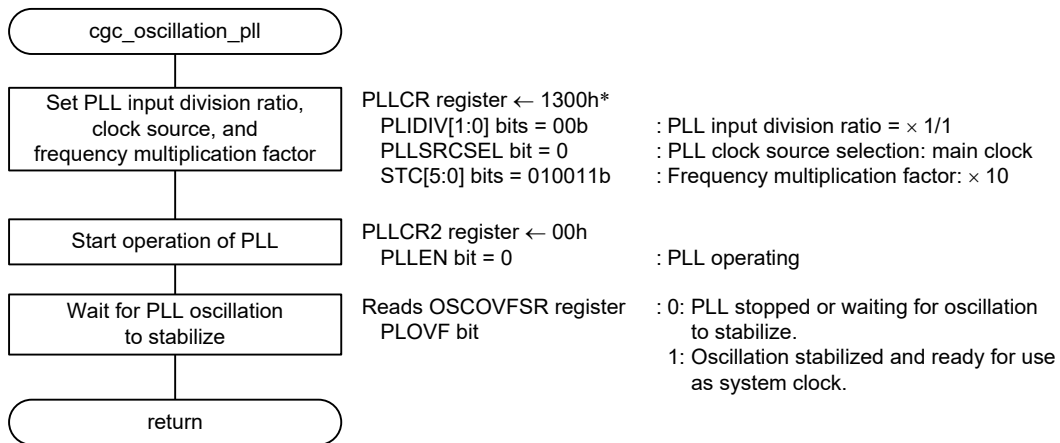 cgc_oscillation_pll
Set PLL input division ratio,
clock source, and
frequency multiplication factor
PLLCR register ← 1300h*
PLIDIV[1:0] bits = 00b : PLL input division ratio = × 1/1
PLLSRCSEL bit = 0 : PLL clock source selection: main clock
STC[5:0] bits = 010011b : Frequency multiplication factor: × 10
Start operation of PLL
PLLCR2 register ← 00h
PLLEN bit = 0 : PLL operating
Wait for PLL oscillation
to stabilize
Reads OSCOVFSR register : 0: PLL stopped or waiting for oscillation
PLOVF bit to stabilize.
1: Oscillation stabilized and ready for use
as system clock.
return